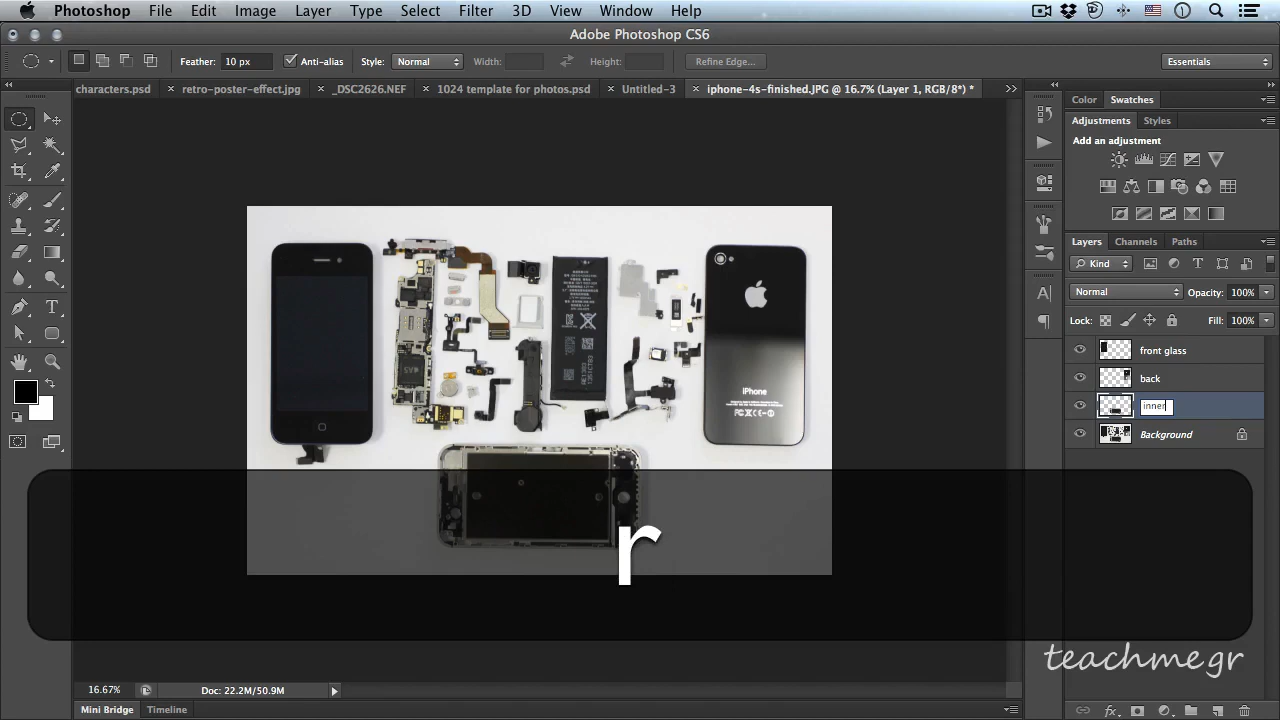 Photoshop File Edit Image Layer Type Select Filter 3D View Window Help
Adobe Photoshop CS6
Feather: 10 px Anti-alias Style: Normal Width: Height: Refine Edge... Essentials
characters.psd × retro-poster-effect.jpg × _DSC2626.NEF × 1024 template for photos.psd × Untitled-3 × iphone-4s-finished.JPG @ 16.7% (Layer 1, RGB/8*) *
Color Swatches
Adjustments Styles
Add an adjustment
Layers Channels Paths
Kind
Normal Opacity: 100%
Lock: Fill: 100%
front glass
back
inner
Background
iPhone
r
teachme.gr
16.67% Doc: 22.2M/50.9M
Mini Bridge Timeline